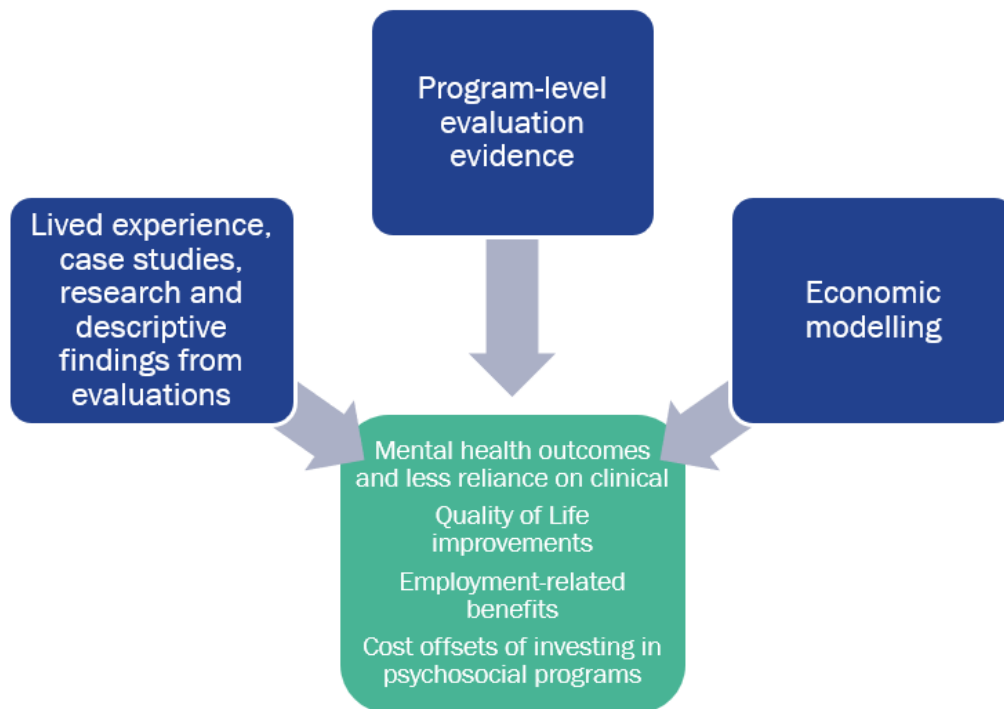 Program-level
evaluation
evidence
Lived experience,
case studies,
research and
descriptive
findings from
evaluations
Economic
modelling
Mental health outcomes
and less reliance on clinical
Quality of Life
improvements
Employment-related
benefits
Cost offsets of investing in
psychosocial programs